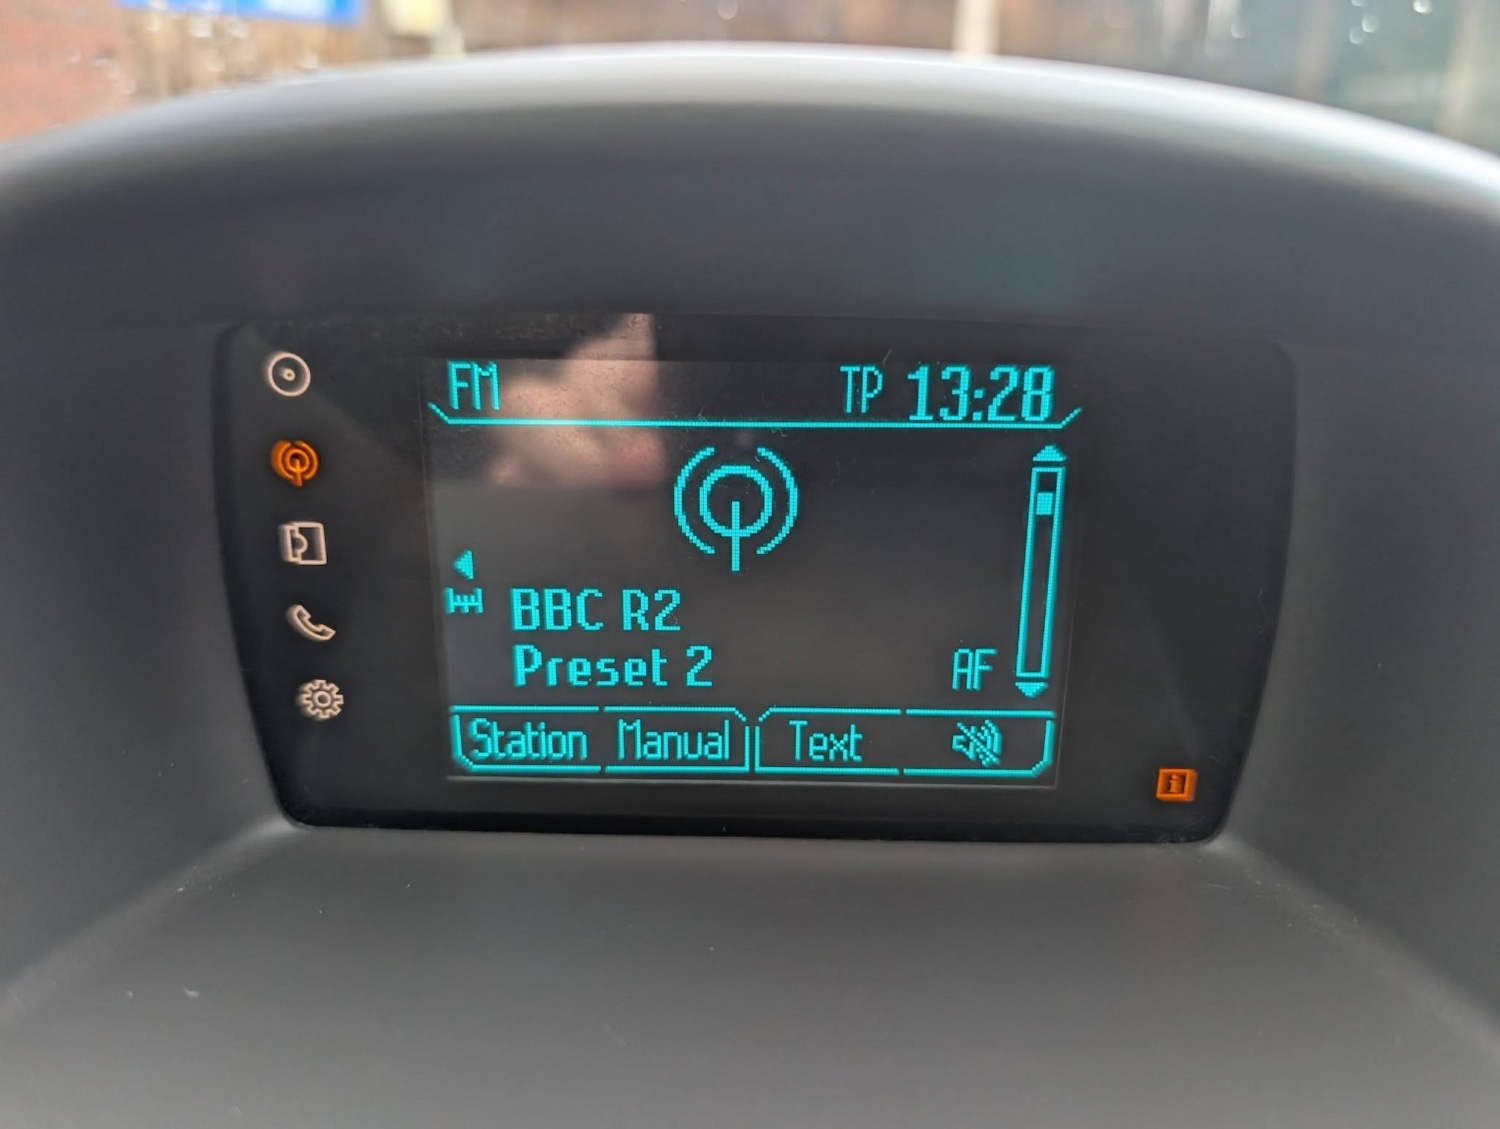 FM TP 13:28
BBC R2
Preset 2 AF
Station Manual Text
i